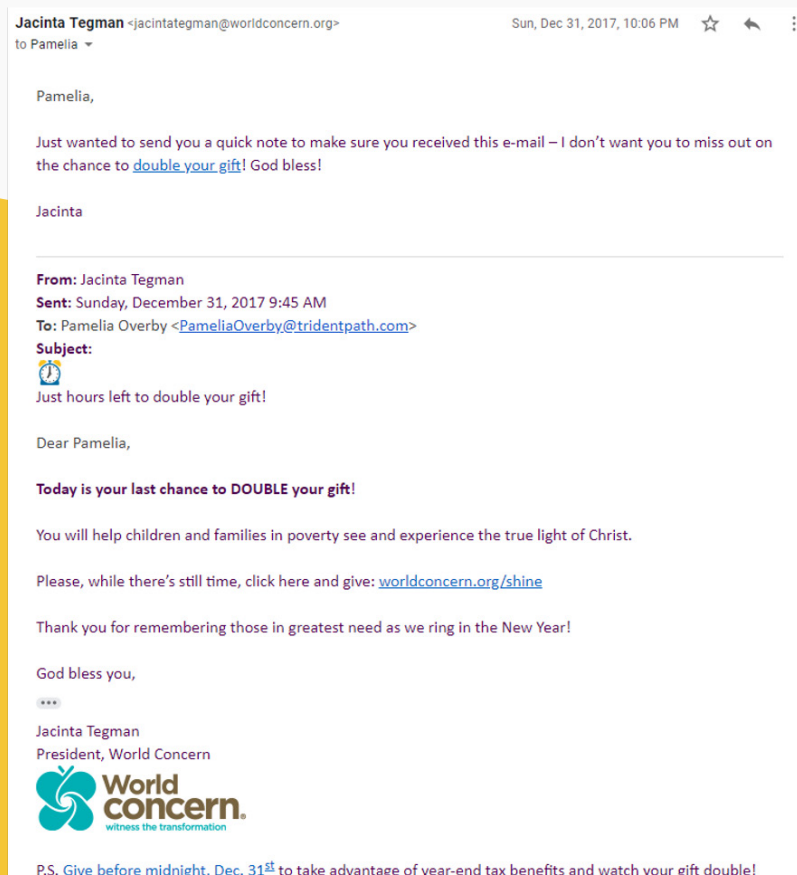 Jacinta Tegman <jacintategman@worldconcern.org> Sun, Dec 31, 2017, 10:06 PM
to Pamelia
Pamelia,
Just wanted to send you a quick note to make sure you received this e-mail – I don't want you to miss out on
the chance to double your gift! God bless!
Jacinta
From: Jacinta Tegman
Sent: Sunday, December 31, 2017 9:45 AM
To: Pamelia Overby <PameliaOverby@tridentpath.com>
Subject:
Just hours left to double your gift!
Dear Pamelia,
Today is your last chance to DOUBLE your gift!
You will help children and families in poverty see and experience the true light of Christ.
Please, while there's still time, click here and give: worldconcern.org/shine
Thank you for remembering those in greatest need as we ring in the New Year!
God bless you,
Jacinta Tegman
President, World Concern
World
concern®
witness the transformation
P.S. Give before midnight, Dec. 31st to take advantage of year-end tax benefits and watch your gift double!